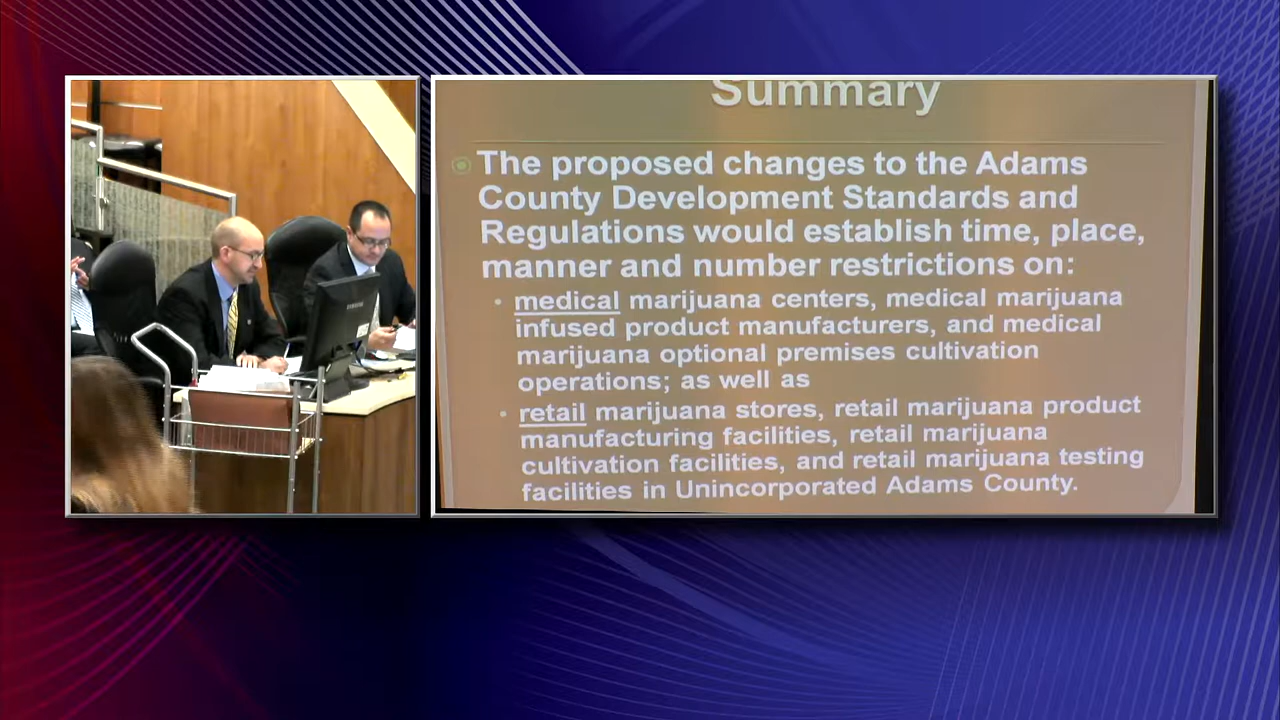 Summary
The proposed changes to the Adams
County Development Standards and
Regulations would establish time, place,
manner and number restrictions on:
• medical marijuana centers, medical marijuana
infused product manufacturers, and medical
marijuana optional premises cultivation
operations; as well as
• retail marijuana stores, retail marijuana product
manufacturing facilities, retail marijuana
cultivation facilities, and retail marijuana testing
facilities in Unincorporated Adams County.